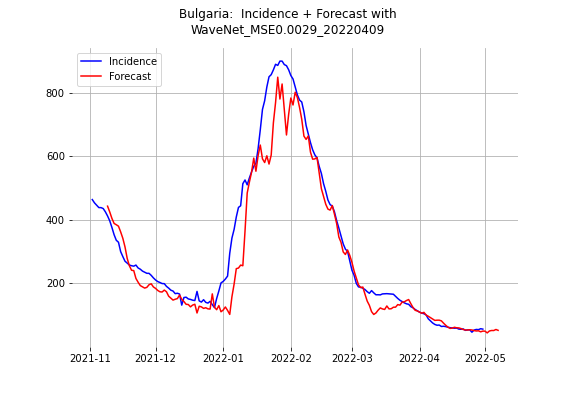 Bulgaria:  Incidence + Forecast with
WaveNet_MSE0.0029_20220409
Incidence
Forecast
800
600
400
200
2021-11
2021-12
2022-01
2022-02
2022-03
2022-04
2022-05